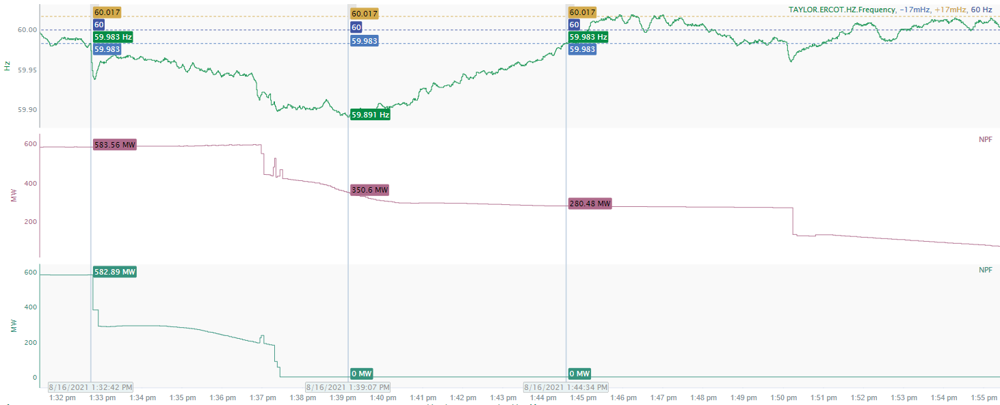 60.017 60.017 60.017 TAYLOR.ERCOT.HZ.Frequency, −17mHz, +17mHz, 60 Hz
60 60 60
60.00
59.983 Hz 59.983 59.983 Hz
59.983 59.983
Hz
59.95
59.90
59.891 Hz
NPF
600
583.56 MW
400
350.6 MW
MW
280.48 MW
200
NPF
600
582.89 MW
400
MW
200
0
0 MW 0 MW
8/16/2021 1:32:42 PM 8/16/2021 1:39:07 PM 8/16/2021 1:44:34 PM
1:32 pm 1:33 pm 1:34 pm 1:35 pm 1:36 pm 1:37 pm 1:38 pm 1:39 pm 1:40 pm 1:41 pm 1:42 pm 1:43 pm 1:44 pm 1:45 pm 1:46 pm 1:47 pm 1:48 pm 1:49 pm 1:50 pm 1:51 pm 1:52 pm 1:53 pm 1:54 pm 1:55 pm